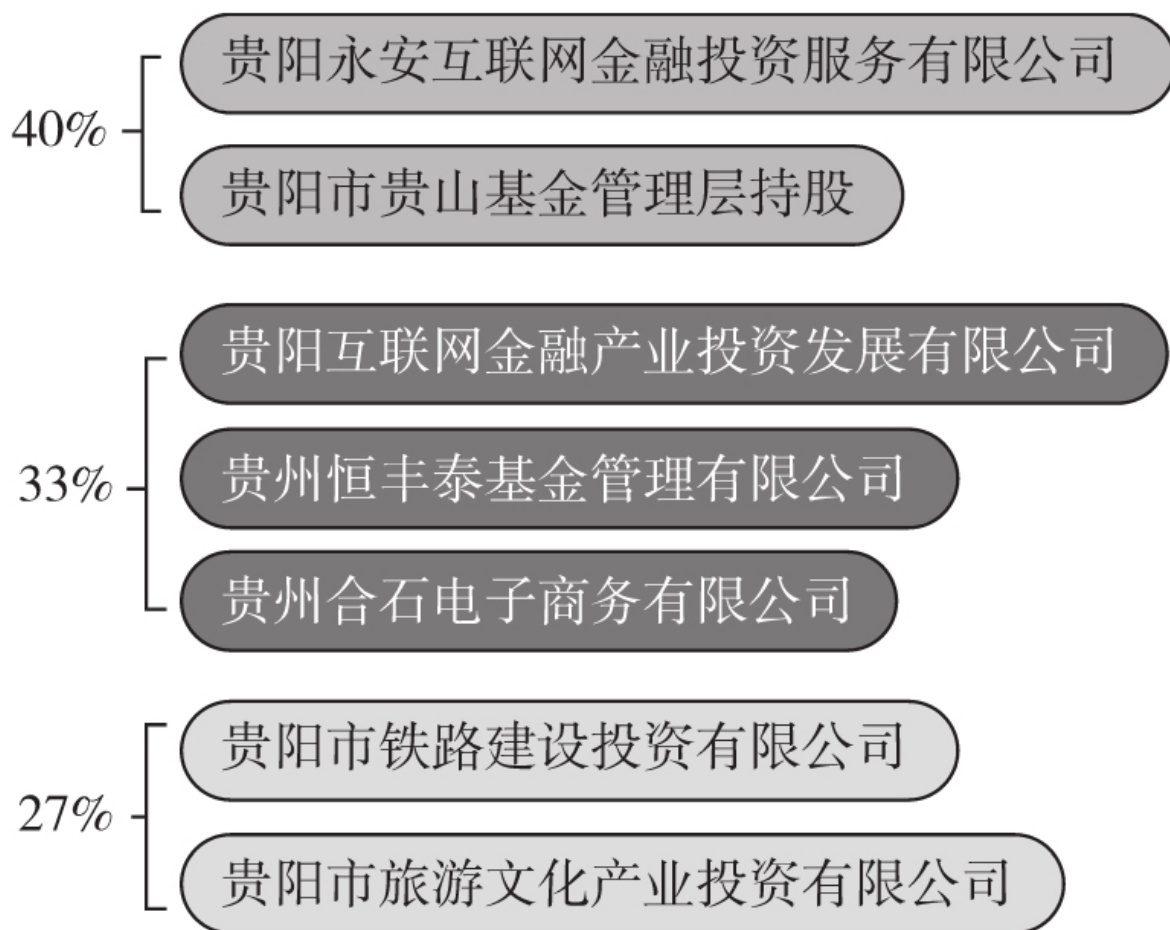 贵阳永安互联网金融投资服务有限公司
40%
贵阳市贵山基金管理层持股
贵阳互联网金融产业投资发展有限公司
33%
贵州恒丰泰基金管理有限公司
贵州合石电子商务有限公司
贵阳市铁路建设投资有限公司
27%
贵阳市旅游文化产业投资有限公司